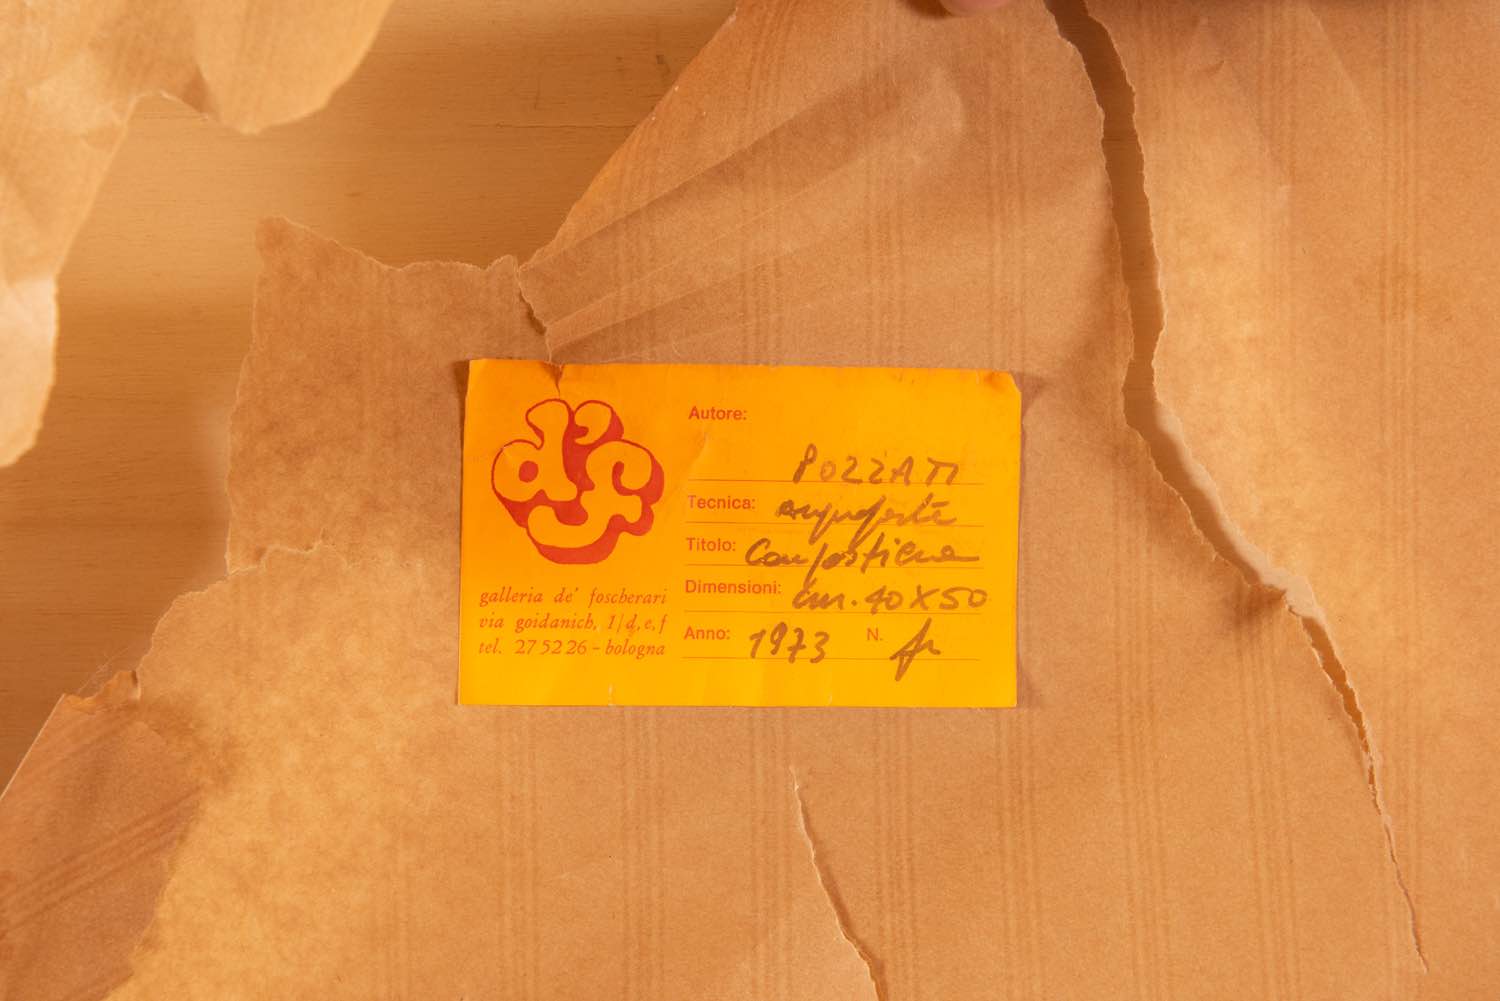 d'f
galleria de' foscherari
via goidanich, 1/d, e, f
tel. 27 52 26 - bologna
Autore: POZZATI
Tecnica: acquaforte
Titolo: Composizione
Dimensioni: cm. 40X50
Anno: 1973 N.